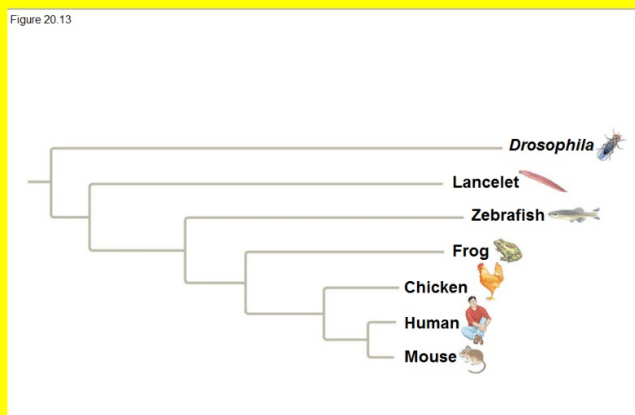 Figure 20.13
Drosophila
Lancelet
Zebrafish
Frog
Chicken
Human
Mouse